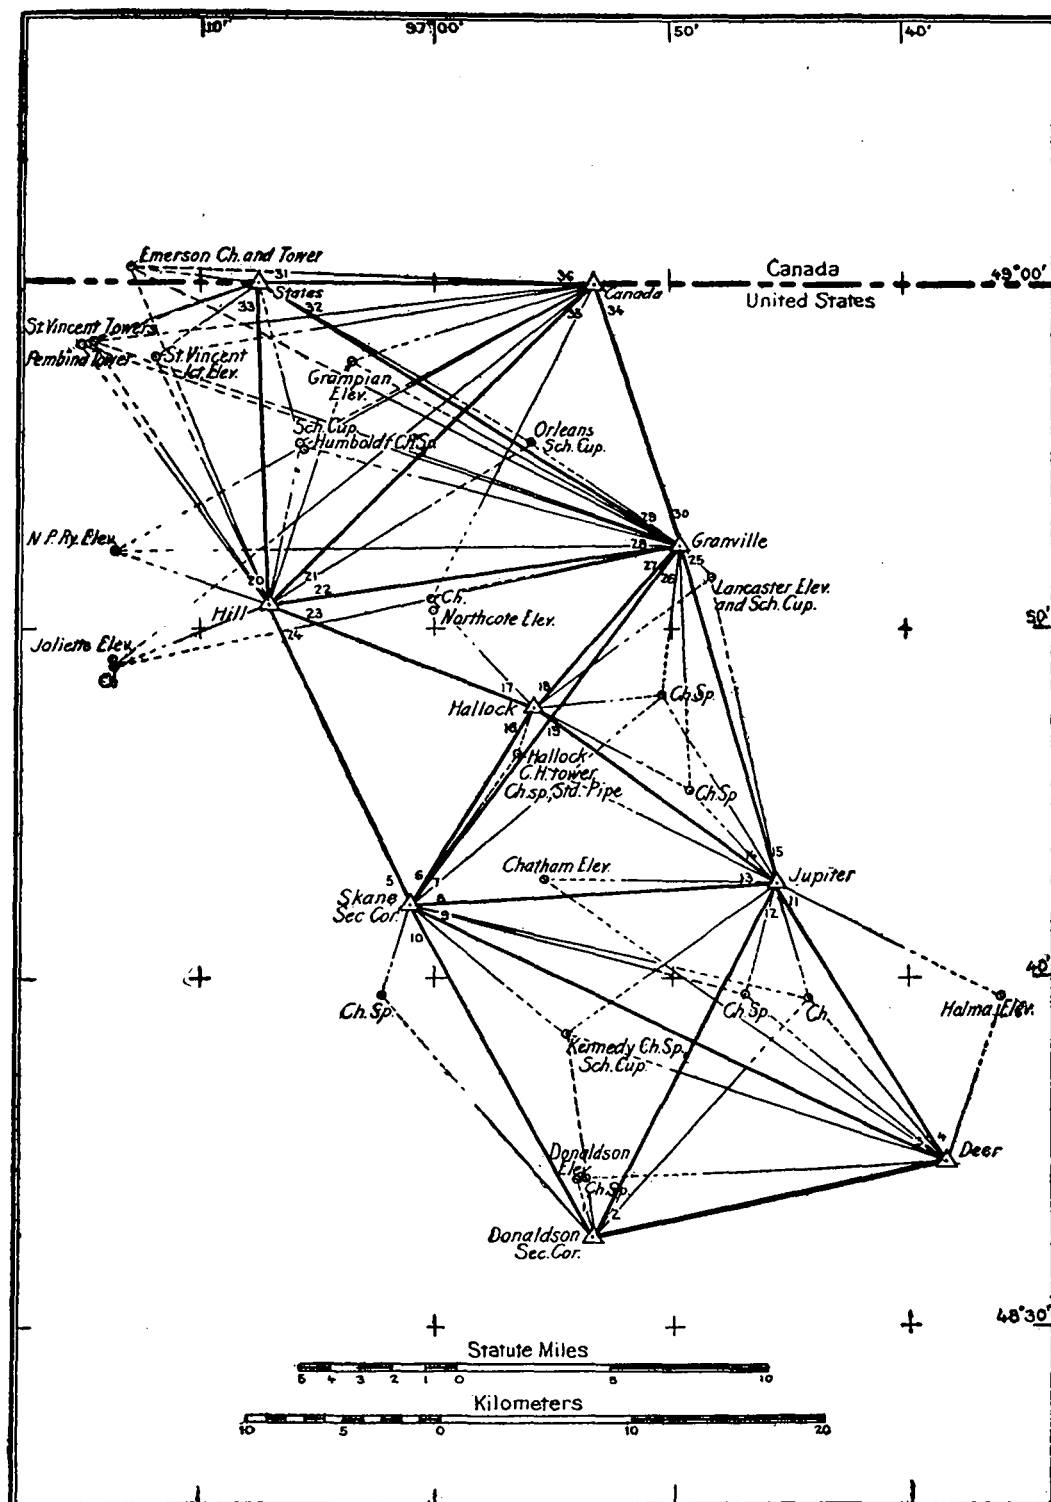 10'
97°00'
50'
40'
Emerson Ch. and Tower
31
36
Canada
49°00'
States
Canada
United States
33
32
35
34
St Vincent Towers
Pembina Tower
St. Vincent
Jct. Elev.
Grampian
Elev.
Sch. Cup.
Humboldt Ch. Sp.
Orleans
Sch. Cup.
N.P. Ry. Elev.
29
30
28
Granville
27
26
25
20
21
22
Lancaster Elev.
and Sch. Cup.
Hill
23
24
Ch.
Northcote Elev.
50'
Joliette Elev.
Ch.
17
18
Ch. Sp.
Hallock
16
19
Hallock
C.H. tower,
Ch. sp., Std. Pipe
Ch. Sp.
Chatham Elev.
14
15
5
6
7
13
Jupiter
Skane
Sec Cor.
8
9
12
11
10
40'
Ch. Sp.
Ch. Sp.
Ch.
Halma Elev.
Kennedy Ch. Sp.
Sch. Cup.
4
Deer
Donaldson
Elev.
Ch. Sp.
2
Donaldson
Sec. Cor.
48°30'
Statute Miles
5 4 3 2 1 0 5 10
Kilometers
10 5 0 10 20